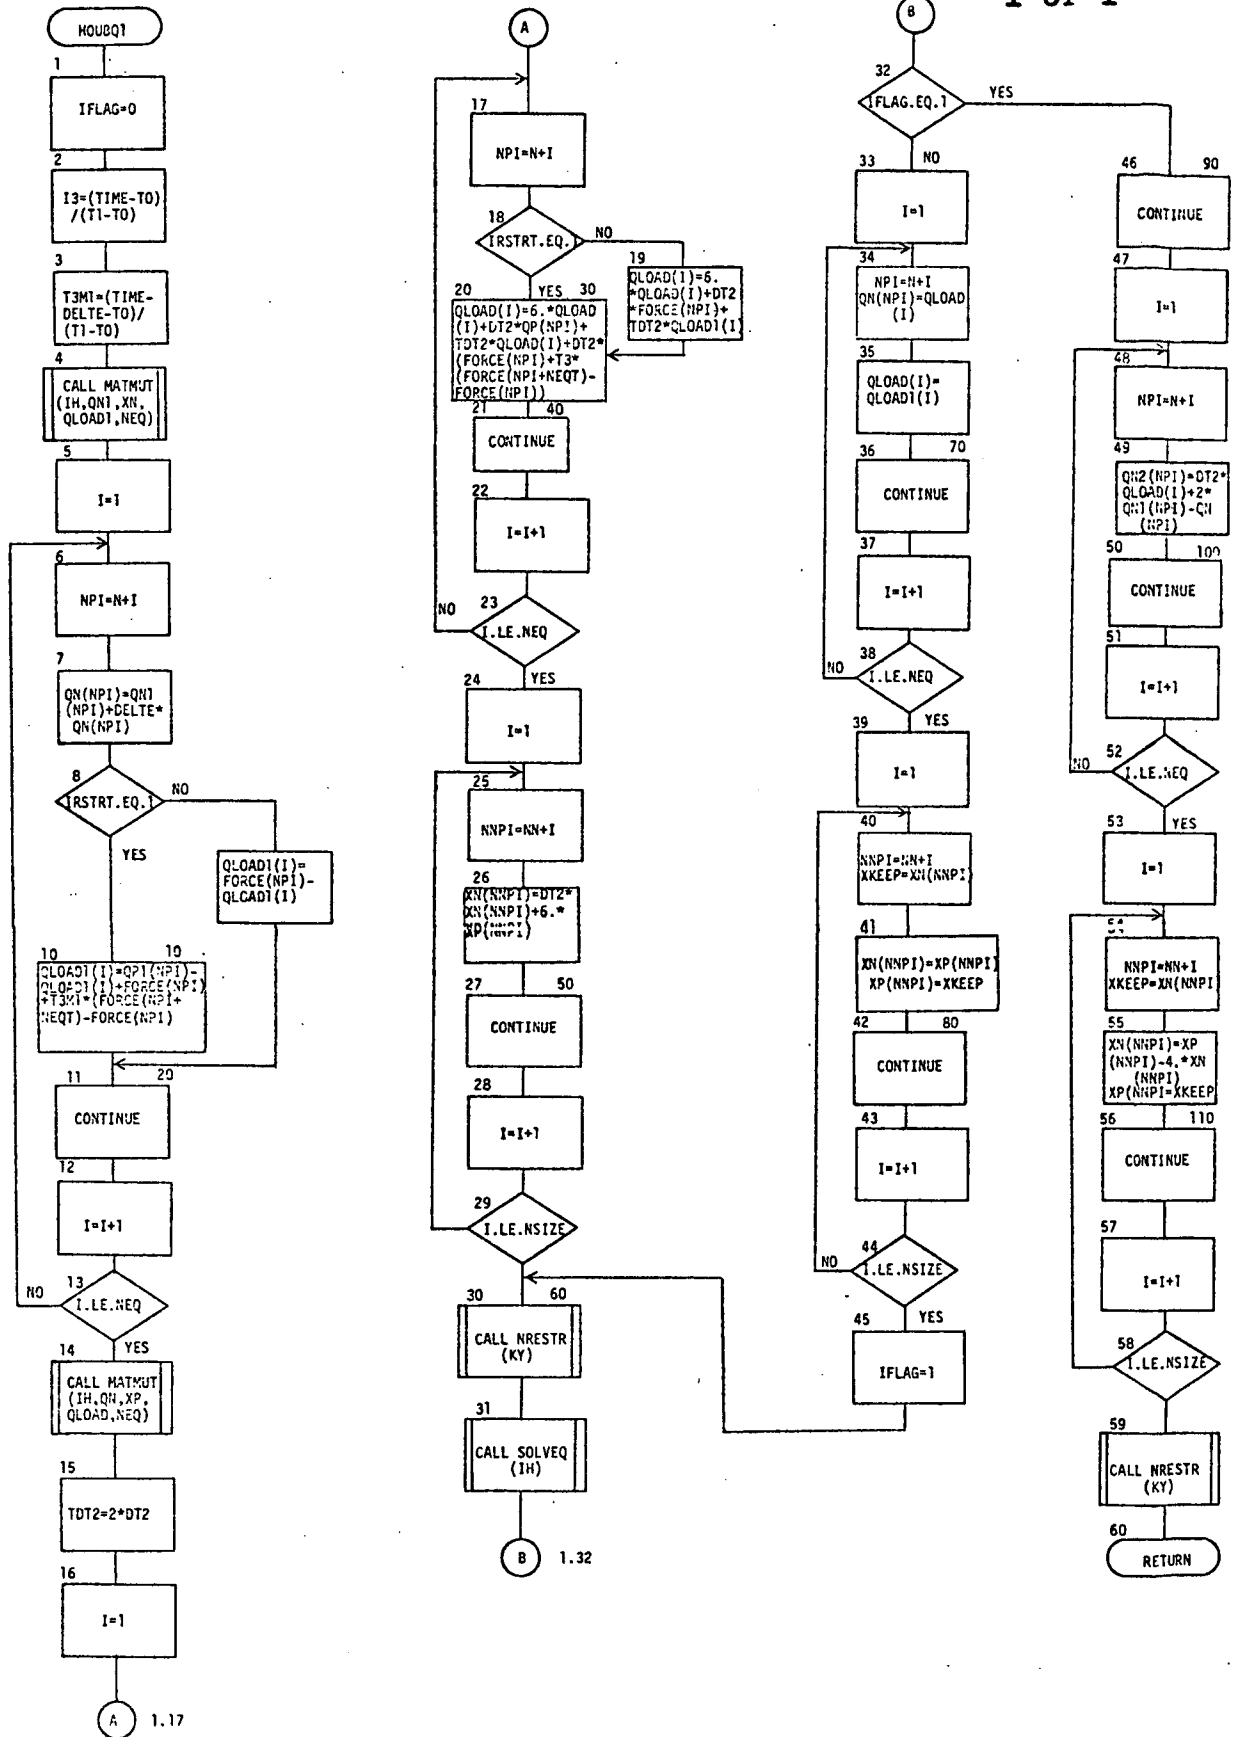 1 OF 1
HOUBQ1
1
IFLAG=0
2
I3=(TIME-TO)
/(T1-TO)
3
T3M1=(TIME-
DELTE-TO)/
(T1-TO)
4
CALL MATMUT
(IH,QN1,XN,
QLOAD1,NEQ)
5
I=1
6
NPI=N+I
7
QN(NPI)=QN1
(NPI)+DELTE*
QN(NPI)
8
IRSTRT.EQ.1
NO
YES
QLOAD1(I)=
FORCE(NPI)-
QLOAD1(I)
10 10
QLOAD1(I)=QP1(NPI)-
QLOAD1(I)+FORCE(NPI)
+T3M1*(FORCE(NPI+
NEQT)-FORCE(NPI)
11 20
CONTINUE
12
I=I+1
13
NO
I.LE.NEQ
YES
14
CALL MATMUT
(IH,QN,XP,
QLOAD,NEQ)
15
TDT2=2*DT2
16
I=1
A 1.17
A
17
NPI=N+I
18
IRSTRT.EQ.1
NO
19
QLOAD(I)=6.
*QLOAD(I)+DT2
*FORCE(NPI)+
TDT2*QLOAD1(I)
YES
20 30
QLOAD(I)=6.*QLOAD
(I)+DT2*QP(NPI)+
TDT2*QLOAD(I)+DT2*
(FORCE(NPI)+T3*
(FORCE(NPI+NEQT)-
FORCE(NPI))
21 40
CONTINUE
22
I=I+1
23
NO
I.LE.NEQ
YES
24
I=1
25
NNPI=NN+I
26
XN(NNPI)=DT2*
XN(NNPI)+6.*
XP(NNPI)
27 50
CONTINUE
28
I=I+1
29
I.LE.NSIZE
30 60
CALL NRESTR
(KY)
31
CALL SOLVEQ
(IH)
B 1.32
B
32
IFLAG.EQ.1
YES
NO
33
I=1
34
NPI=N+I
QN(NPI)=QLOAD
(I)
35
QLOAD(I)=
QLOAD1(I)
36 70
CONTINUE
37
I=I+1
38
NO
I.LE.NEQ
YES
39
I=1
40
NNPI=NN+I
XKEEP=XN(NNPI)
41
XN(NNPI)=XP(NNPI)
XP(NNPI)=XKEEP
42 80
CONTINUE
43
I=I+1
44
NO
I.LE.NSIZE
YES
45
IFLAG=1
46 90
CONTINUE
47
I=1
48
NPI=N+I
49
QN2(NPI)=DT2*
QLOAD(I)+2*
QN1(NPI)-QN
(NPI)
50 100
CONTINUE
51
I=I+1
52
NO
I.LE.NEQ
YES
53
I=1
54
NNPI=NN+I
XKEEP=XN(NNPI)
55
XN(NNPI)=XP
(NNPI)-4.*XN
(NNPI)
XP(NNPI=XKEEP
56 110
CONTINUE
57
I=I+1
58
I.LE.NSIZE
59
CALL NRESTR
(KY)
60
RETURN